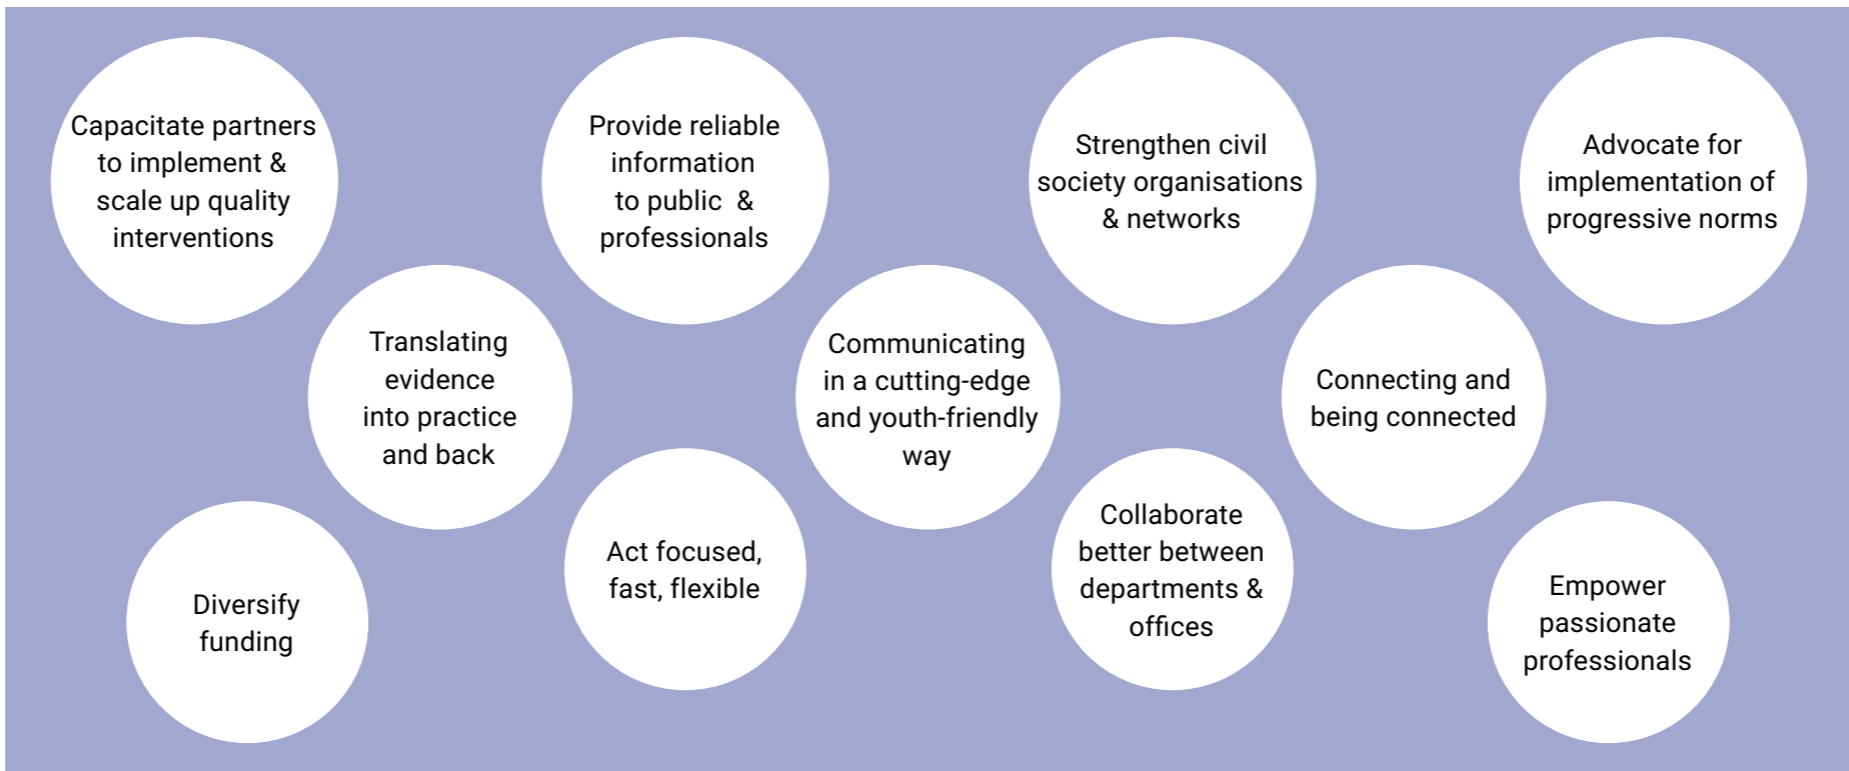 Capacitate partners
to implement &
scale up quality
interventions
Provide reliable
information
to public &
professionals
Strengthen civil
society organisations
& networks
Advocate for
implementation of
progressive norms
Translating
evidence
into practice
and back
Communicating
in a cutting-edge
and youth-friendly
way
Connecting and
being connected
Diversify
funding
Act focused,
fast, flexible
Collaborate
better between
departments &
offices
Empower
passionate
professionals